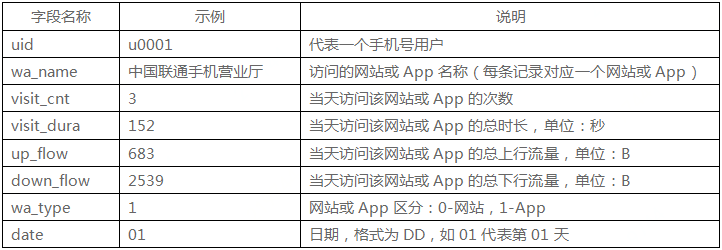 字段名称 示例 说明
uid u0001 代表一个手机号用户
wa_name 中国联通手机营业厅 访问的网站或 App 名称（每条记录对应一个网站或 App）
visit_cnt 3 当天访问该网站或 App 的次数
visit_dura 152 当天访问该网站或 App 的总时长，单位：秒
up_flow 683 当天访问该网站或 App 的总上行流量，单位：B
down_flow 2539 当天访问该网站或 App 的总下行流量，单位：B
wa_type 1 网站或 App 区分：0-网站，1-App
date 01 日期，格式为 DD，如 01 代表第 01 天